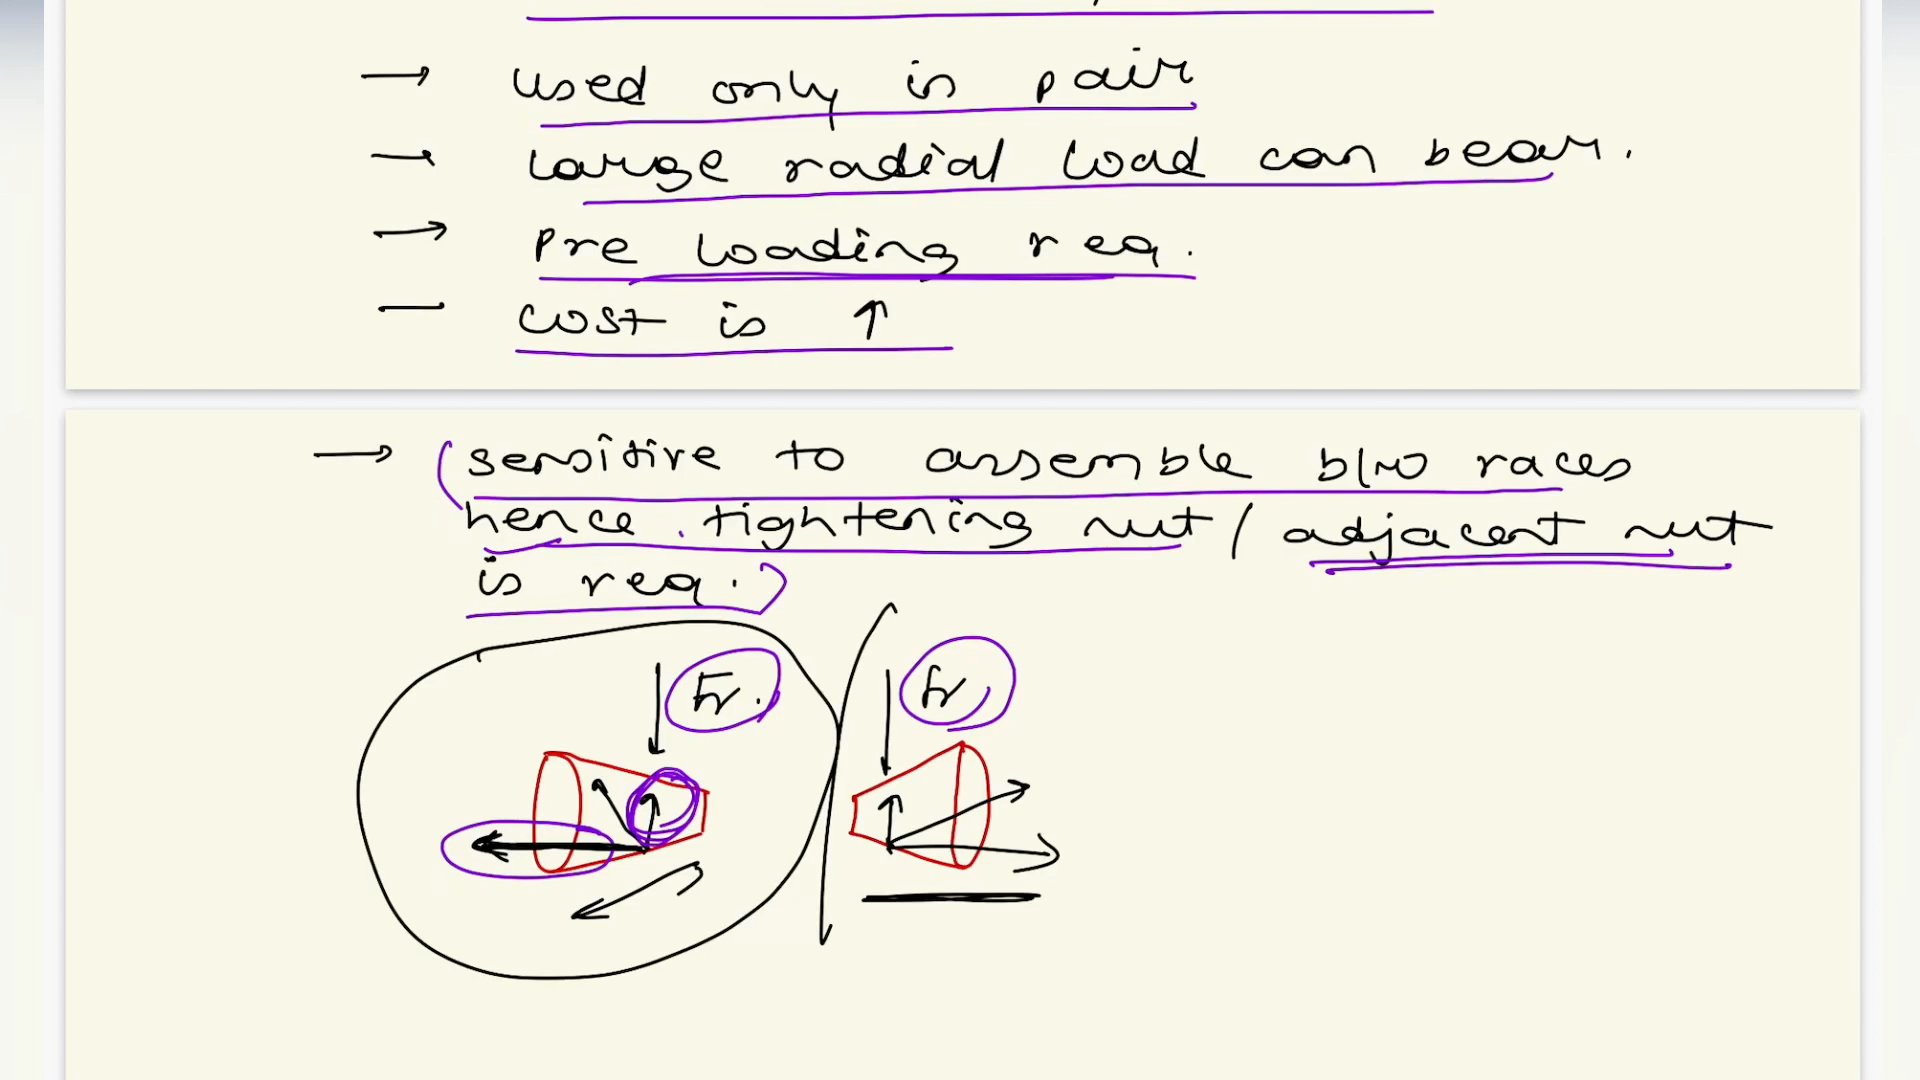 → used only in pair
→ Large radial load can bear.
→ Pre loading req.
— cost is ↑
→ (sensitive to assemble b/w races
hence tightening nut / adjacent nut
is req.)
Fr. Fr